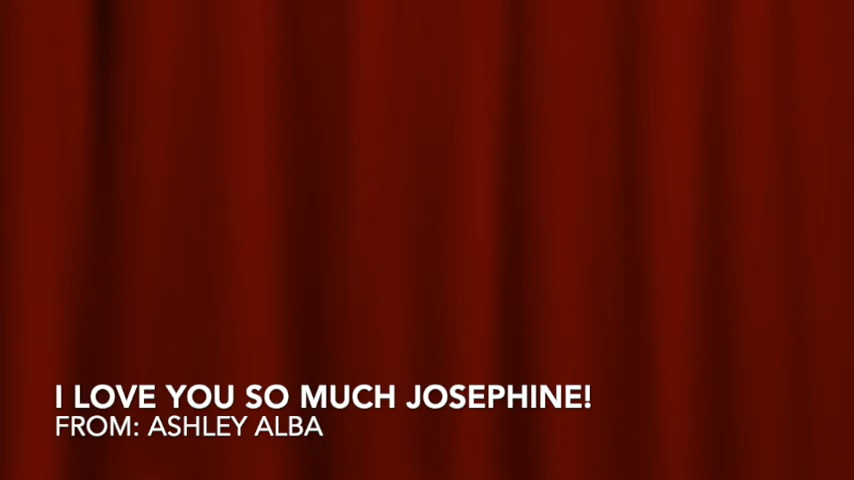 I LOVE YOU SO MUCH JOSEPHINE!
FROM: ASHLEY ALBA